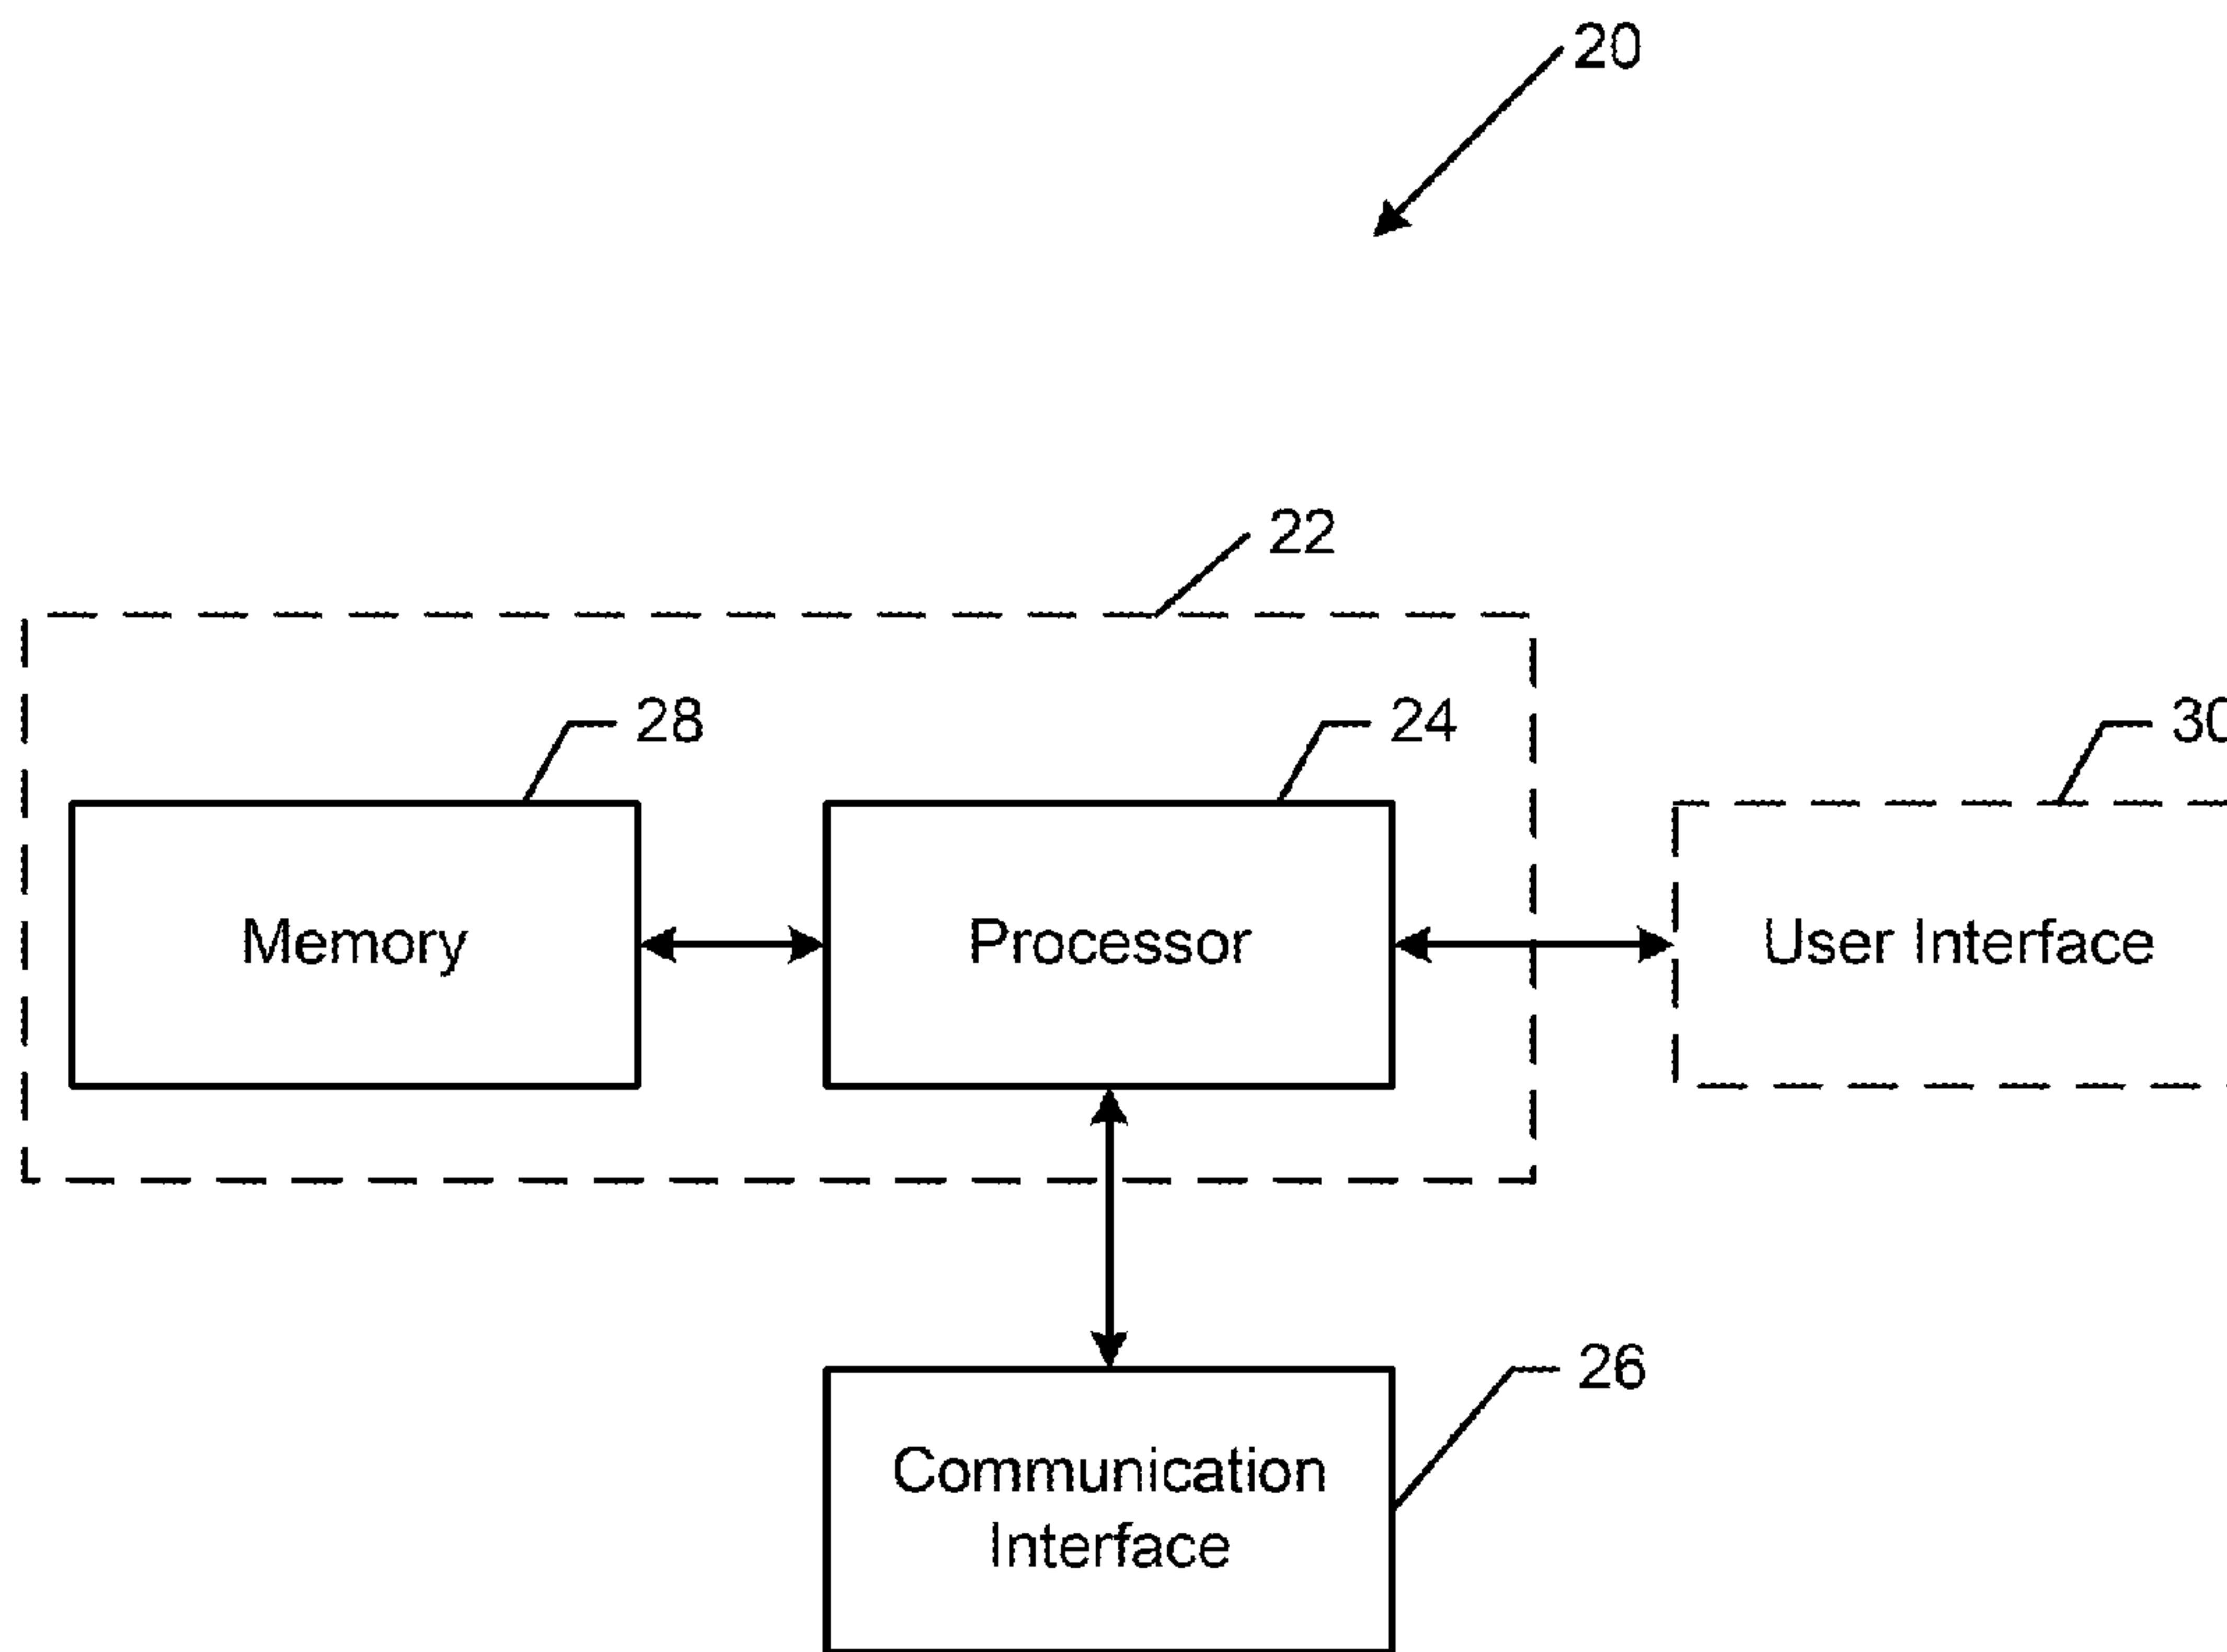 20
22
28
24
30
Memory
Processor
User Interface
26
Communication
Interface